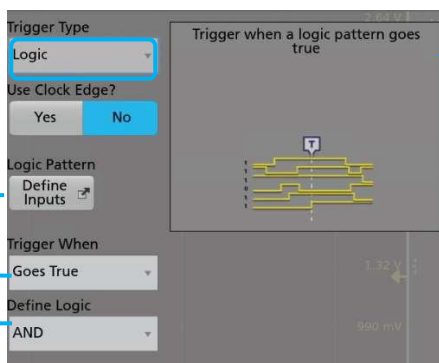 2.64 V
Trigger Type
Trigger when a logic pattern goes
true
Logic
Use Clock Edge?
Yes No
T
Logic Pattern
Define
Inputs
Trigger When
Goes True
1.32 V
Define Logic
AND
990 mV